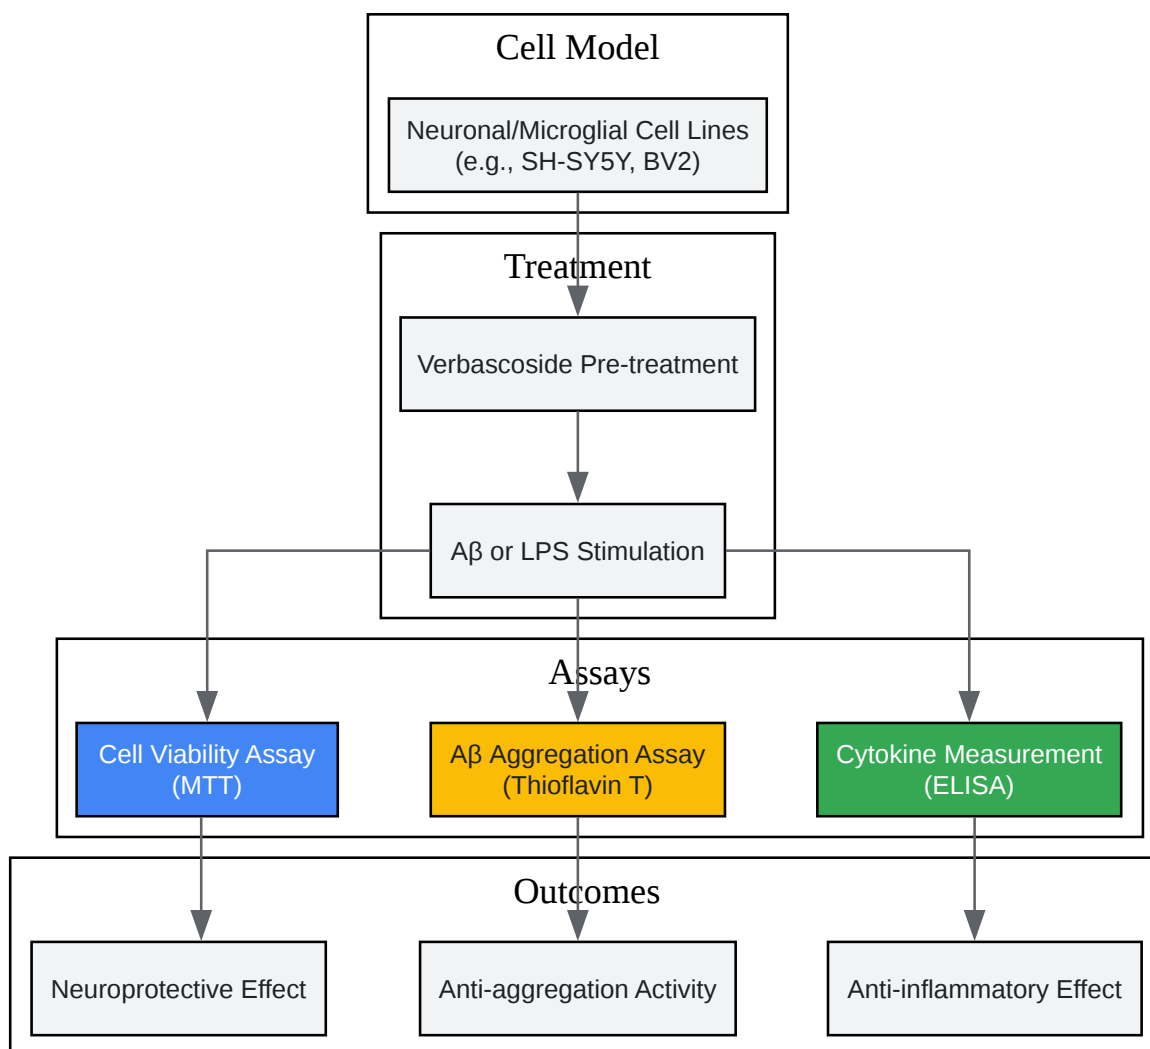 Cell Model
Neuronal/Microglial Cell Lines
(e.g., SH-SY5Y, BV2)
Treatment
Verbascoside Pre-treatment
Aβ or LPS Stimulation
Assays
Cell Viability Assay
(MTT)
Aβ Aggregation Assay
(Thioflavin T)
Cytokine Measurement
(ELISA)
Outcomes
Neuroprotective Effect
Anti-aggregation Activity
Anti-inflammatory Effect